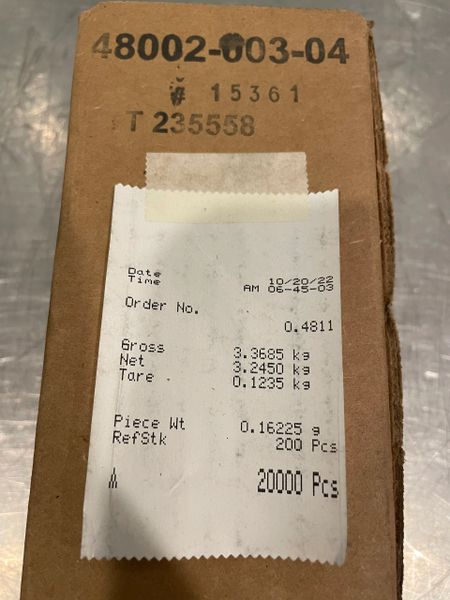 48002-003-04
# 15361
T 235558
Date 10/20/22
Time AM 06-45-03
Order No.
0.4811
Gross 3.3685 kg
Net 3.2450 kg
Tare 0.1235 kg
Piece Wt 0.16225 g
RefStk 200 Pcs
20000 Pcs